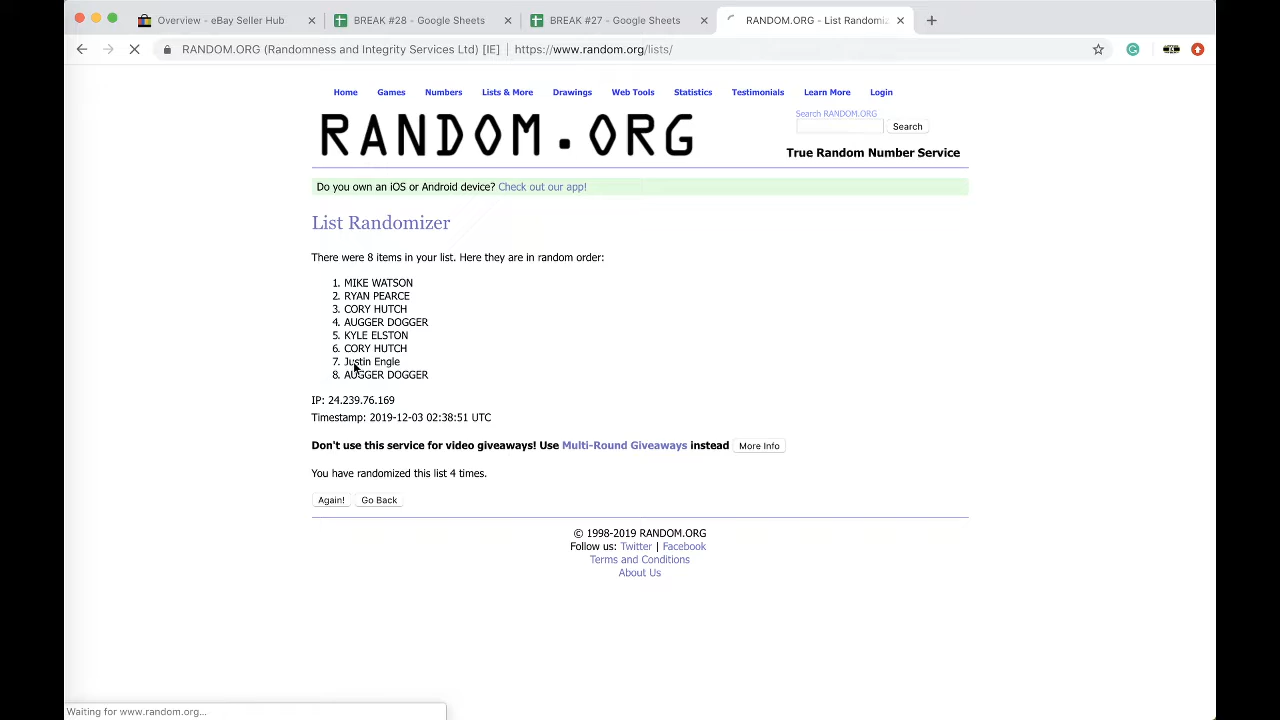 Overview - eBay Seller Hub
BREAK #28 - Google Sheets
BREAK #27 - Google Sheets
RANDOM.ORG - List Randomiz
RANDOM.ORG (Randomness and Integrity Services Ltd) [IE]
https://www.random.org/lists/
Home Games Numbers Lists & More Drawings Web Tools Statistics Testimonials Learn More Login
RANDOM.ORG
Search RANDOM.ORG
Search
True Random Number Service
Do you own an iOS or Android device? Check out our app!
List Randomizer
There were 8 items in your list. Here they are in random order:
1. MIKE WATSON
2. RYAN PEARCE
3. CORY HUTCH
4. AUGGER DOGGER
5. KYLE ELSTON
6. CORY HUTCH
7. Justin Engle
8. AUGGER DOGGER
IP: 24.239.76.169
Timestamp: 2019-12-03 02:38:51 UTC
Don't use this service for video giveaways! Use Multi-Round Giveaways instead More Info
You have randomized this list 4 times.
Again! Go Back
© 1998-2019 RANDOM.ORG
Follow us: Twitter | Facebook
Terms and Conditions
About Us
Waiting for www.random.org...